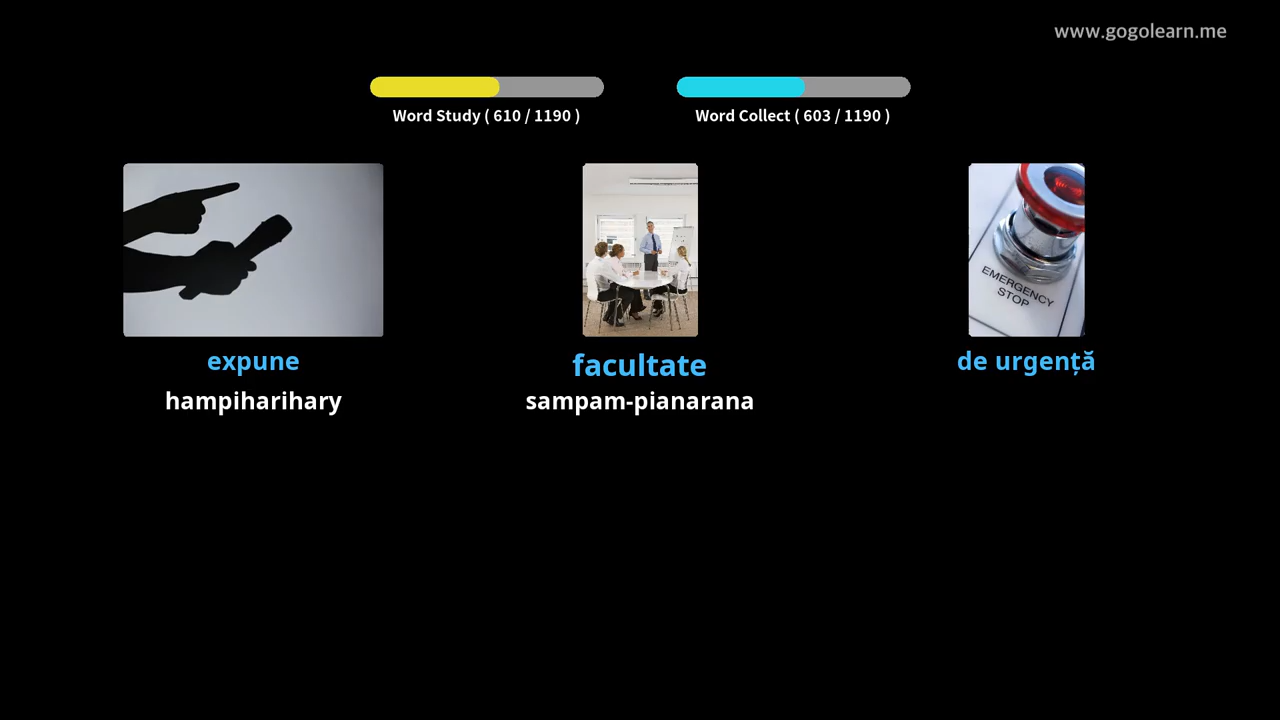 www.gogolearn.me
Word Study ( 610 / 1190 )
Word Collect ( 603 / 1190 )
EMERGENCY
STOP
expune
facultate
de urgență
hampiharihary
sampam-pianarana